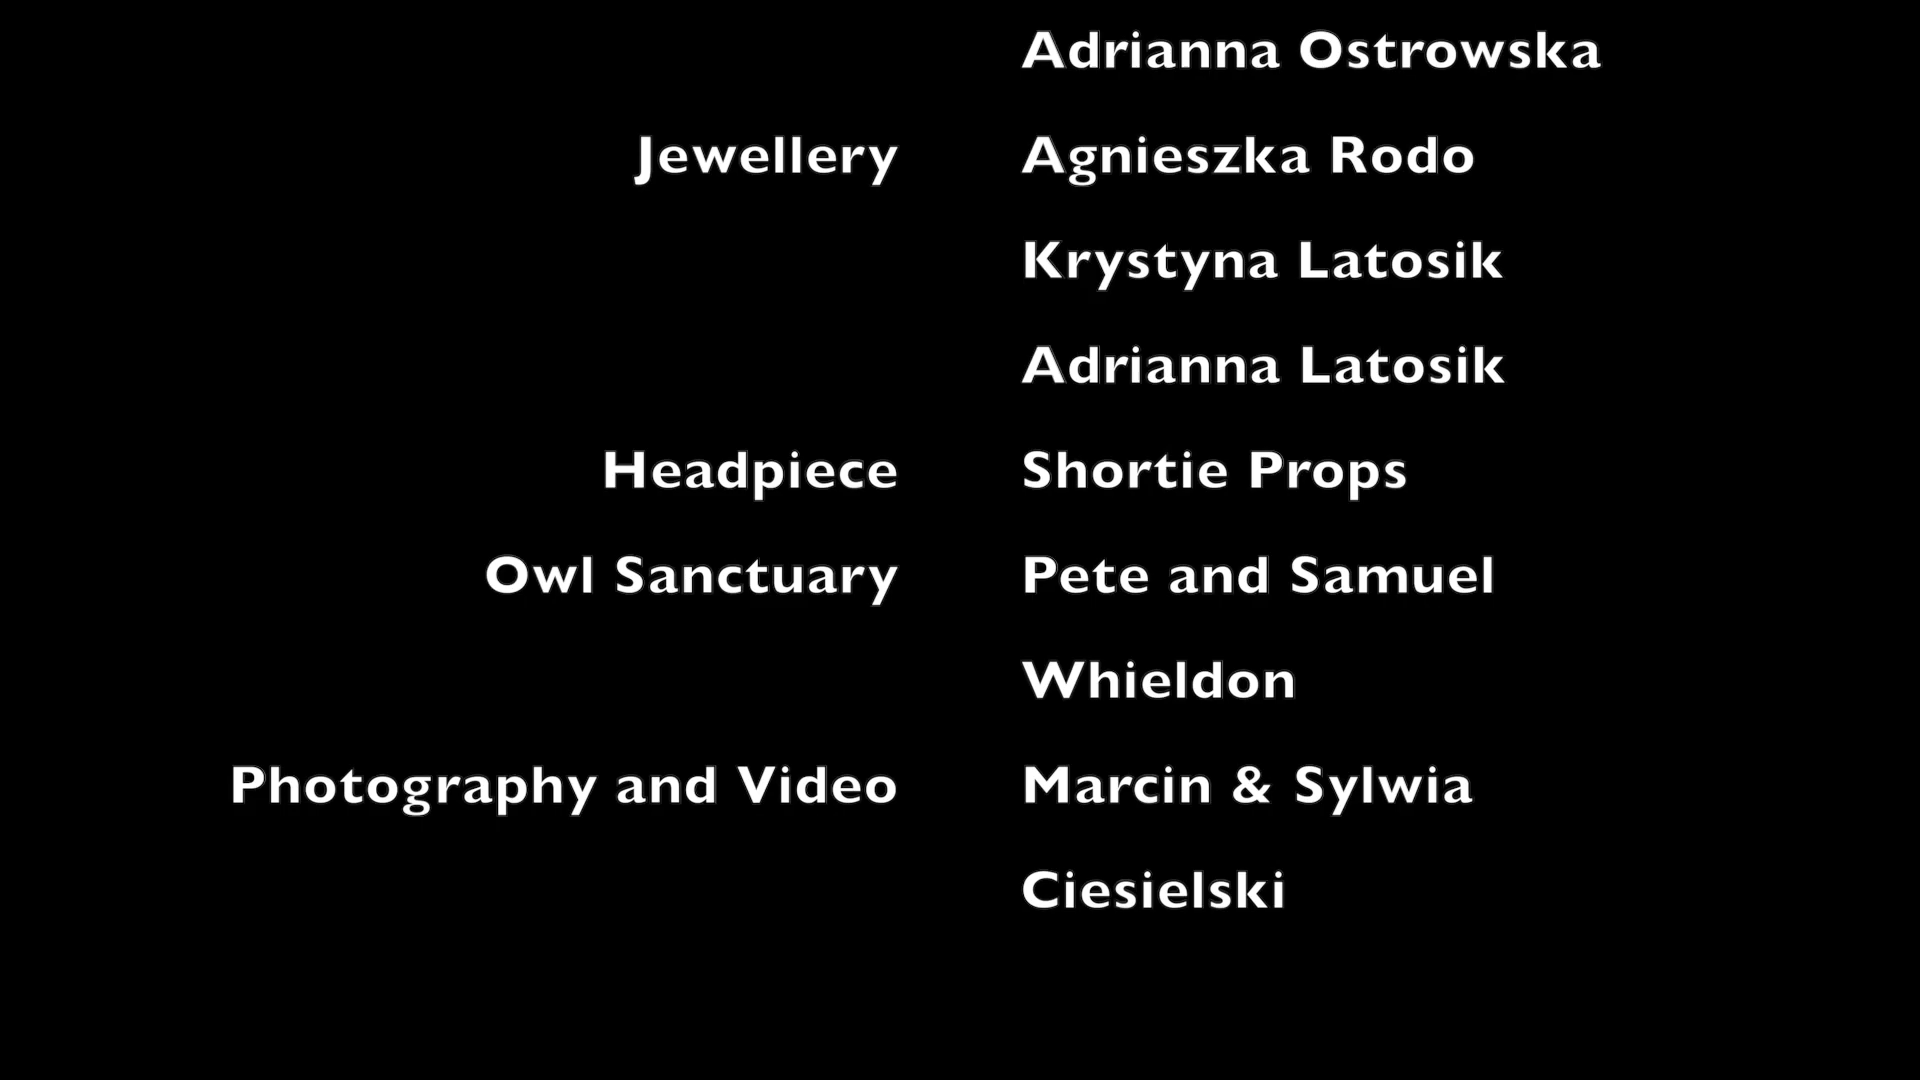 Adrianna Ostrowska
Jewellery Agnieszka Rodo
Krystyna Latosik
Adrianna Latosik
Headpiece Shortie Props
Owl Sanctuary Pete and Samuel
Whieldon
Photography and Video Marcin & Sylwia
Ciesielski